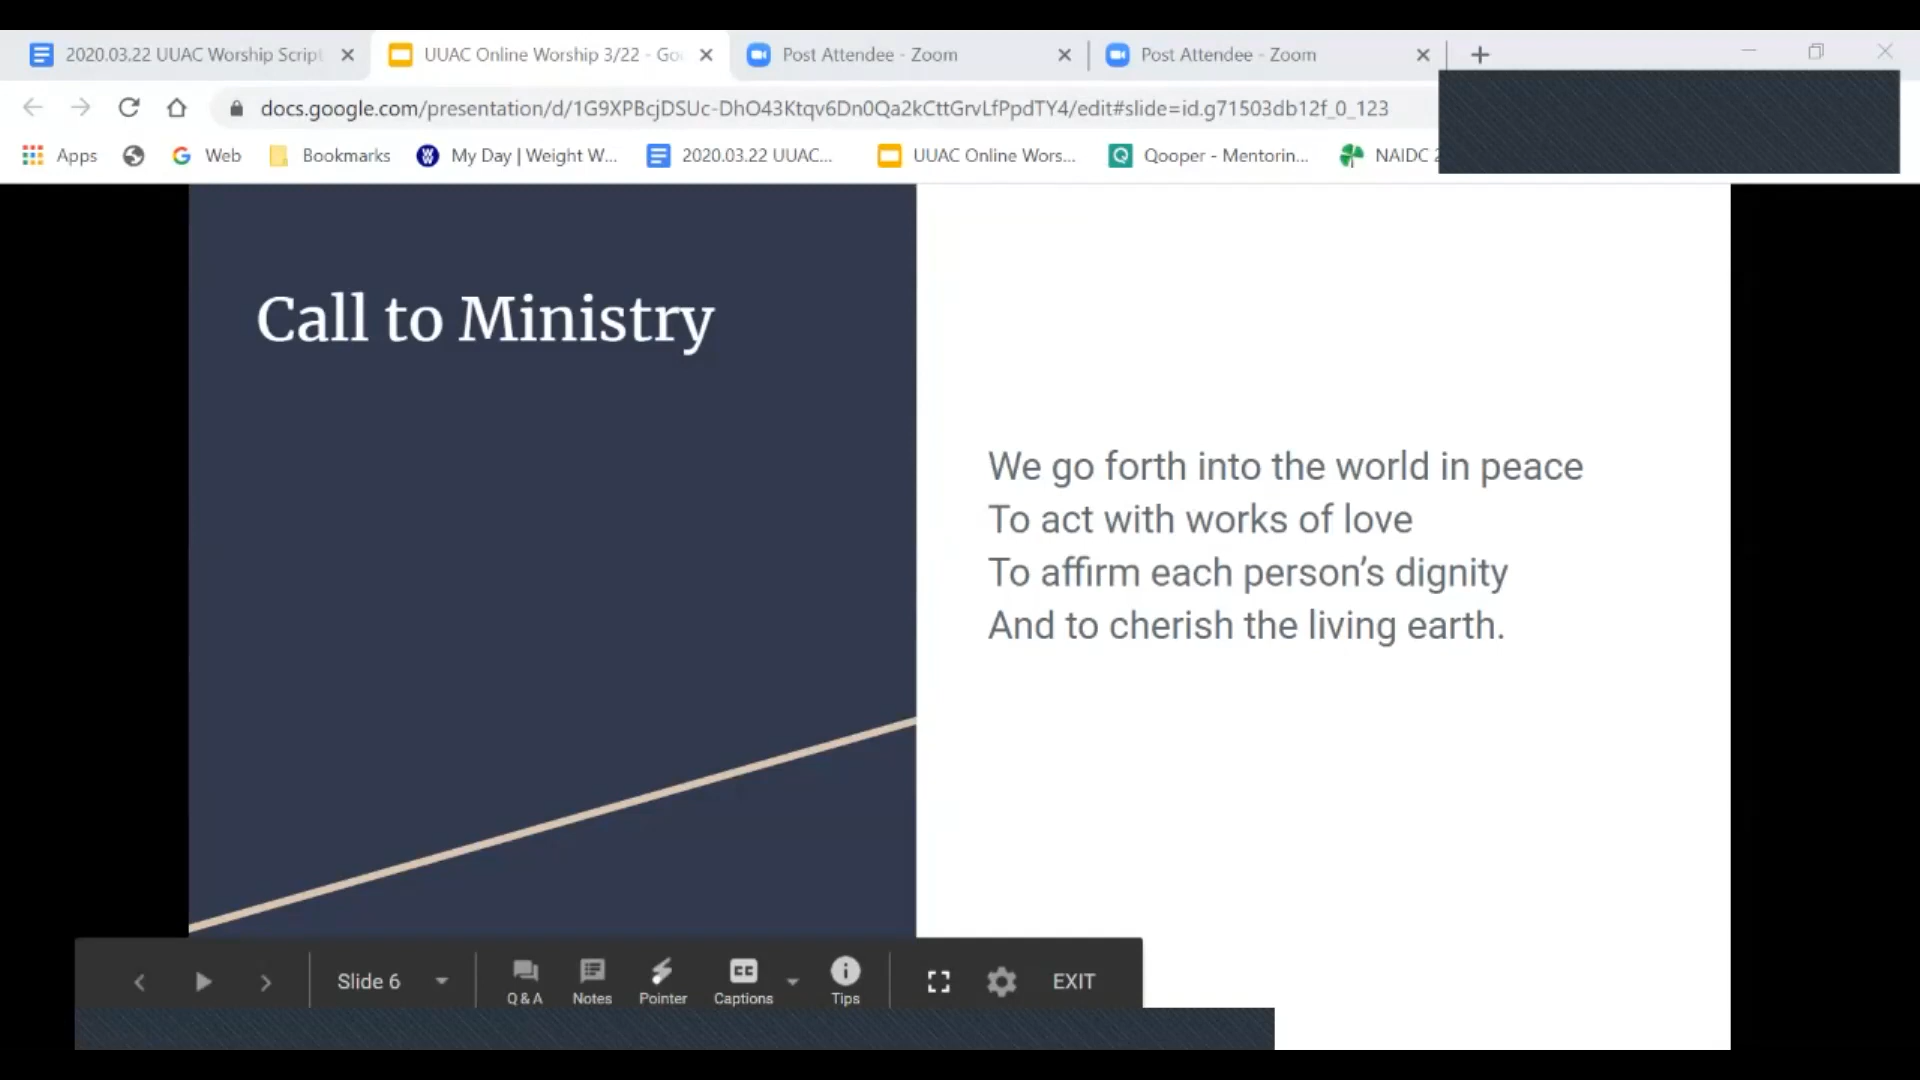 2020.03.22 UUAC Worship Script
UUAC Online Worship 3/22 - Go
Post Attendee - Zoom
Post Attendee - Zoom
docs.google.com/presentation/d/1G9XPBcjDSUc-DhO43Ktqv6Dn0Qa2kCttGrvLfPpdTY4/edit#slide=id.g71503db12f_0_123
Apps
Web
Bookmarks
My Day | Weight W...
2020.03.22 UUAC...
UUAC Online Wors...
Qooper - Mentorin...
NAIDC 2
Call to Ministry
We go forth into the world in peace
To act with works of love
To affirm each person’s dignity
And to cherish the living earth.
Slide 6
Q & A
Notes
Pointer
Captions
Tips
EXIT